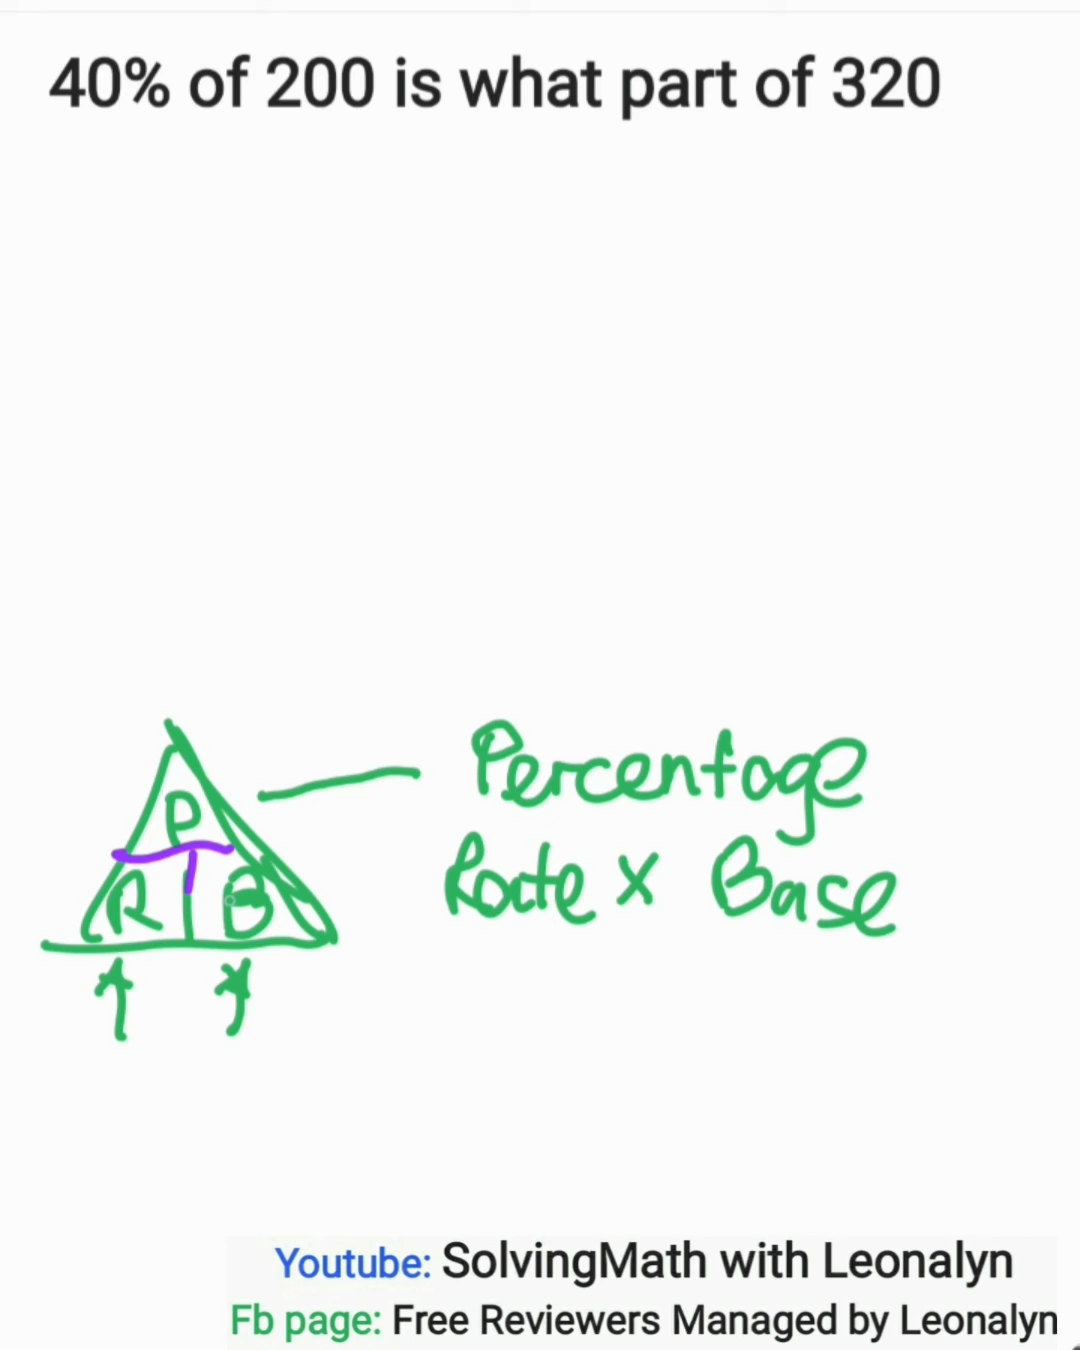 40% of 200 is what part of 320
P
R B
Percentage
Rate x Base
Youtube: SolvingMath with Leonalyn
Fb page: Free Reviewers Managed by Leonalyn